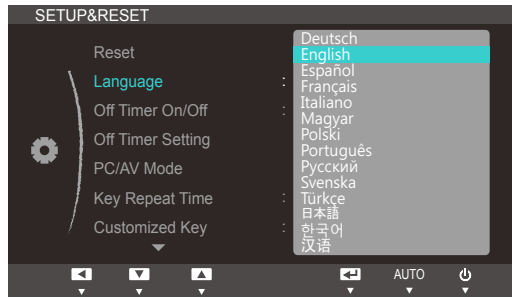 SETUP&RESET
Reset
Language :
Off Timer On/Off :
Off Timer Setting
PC/AV Mode
Key Repeat Time :
Customized Key :
Deutsch
English
Español
Français
Italiano
Magyar
Polski
Português
Русский
Svenska
Türkçe
日本語
한국어
汉语
AUTO